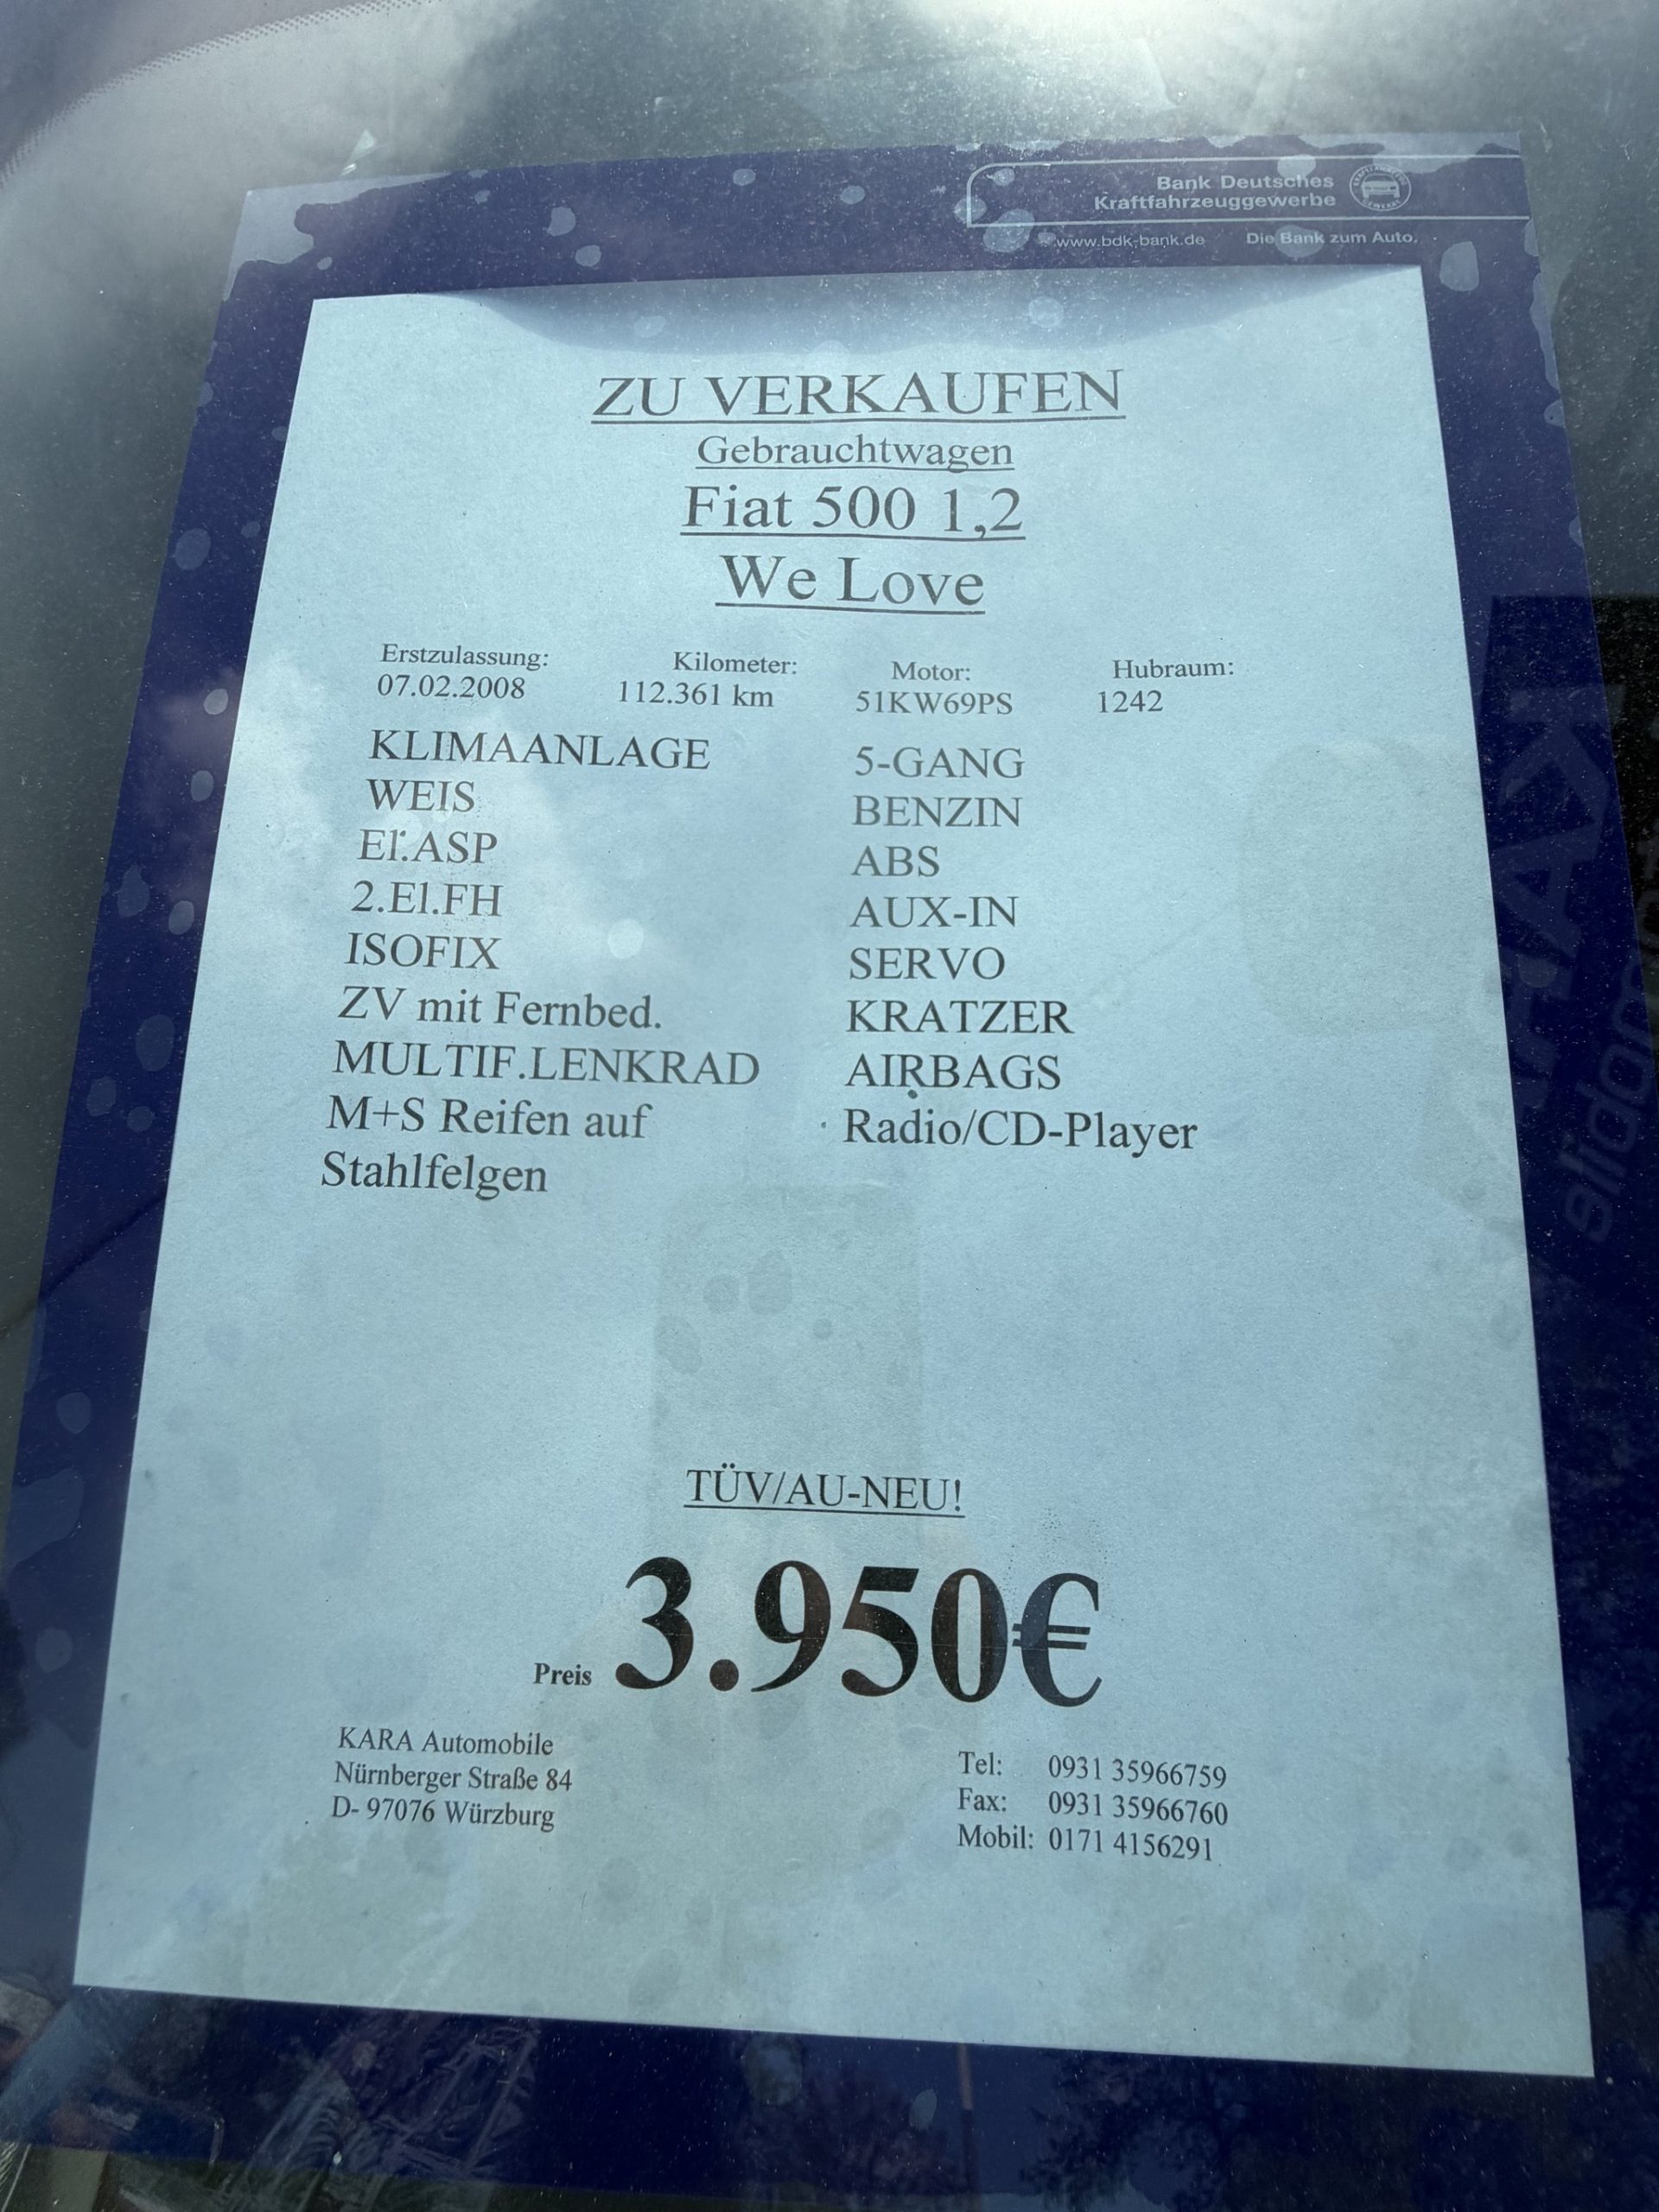 Bank Deutsches
Kraftfahrzeuggewerbe
www.bdk-bank.de Die Bank zum Auto.
ZU VERKAUFEN
Gebrauchtwagen
Fiat 500 1,2
We Love
Erstzulassung: Kilometer: Motor: Hubraum:
07.02.2008 112.361 km 51KW69PS 1242
KLIMAANLAGE 5-GANG
WEIS BENZIN
El.ASP ABS
2.El.FH AUX-IN
ISOFIX SERVO
ZV mit Fernbed. KRATZER
MULTIF.LENKRAD AIRBAGS
M+S Reifen auf Radio/CD-Player
Stahlfelgen
TÜV/AU-NEU!
Preis 3.950€
KARA Automobile
Nürnberger Straße 84
D- 97076 Würzburg
Tel: 0931 35966759
Fax: 0931 35966760
Mobil: 0171 4156291